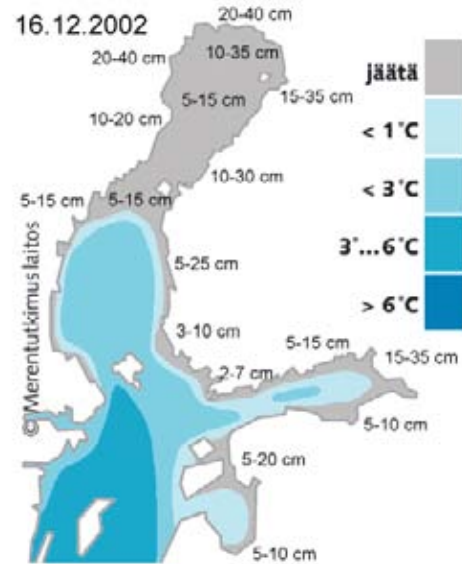 16.12.2002
20-40 cm
20-40 cm
10-35 cm
5-15 cm
15-35 cm
10-20 cm
10-30 cm
5-15 cm
5-15 cm
5-25 cm
3-10 cm
2-7 cm
5-15 cm
15-35 cm
5-10 cm
5-20 cm
5-10 cm
jäätä
< 1°C
< 3°C
3°...6°C
> 6°C
©Merentutkimuslaitos